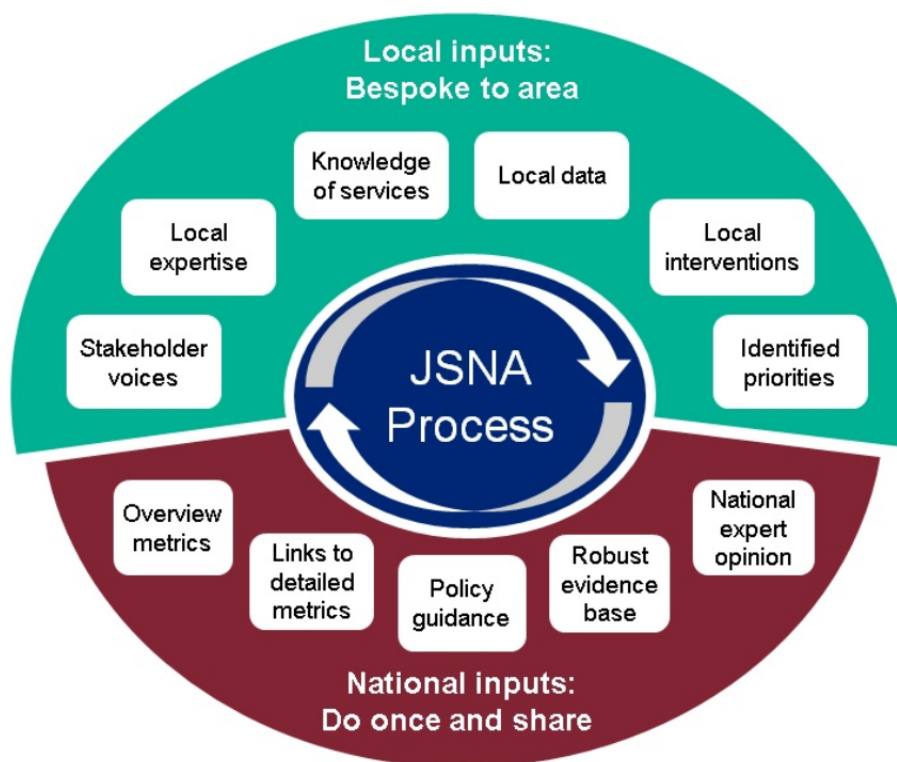 Local inputs:
Bespoke to area
Knowledge
of services
Local data
Local
expertise
Local
interventions
Stakeholder
voices
Identified
priorities
JSNA
Process
Overview
metrics
Links to
detailed
metrics
Policy
guidance
Robust
evidence
base
National
expert
opinion
National inputs:
Do once and share